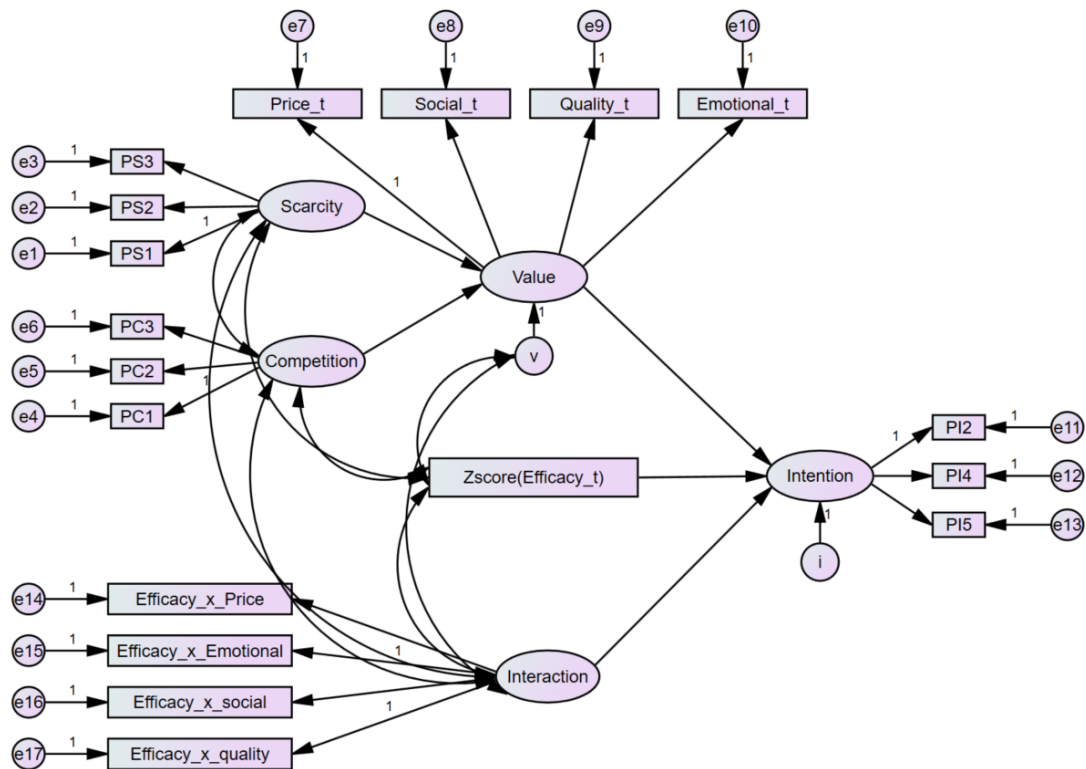 e7
e8
e9
e10
1
1
1
1
Price_t
Social_t
Quality_t
Emotional_t
e3
1
PS3
e2
1
PS2
e1
1
PS1
1
Scarcity
1
Value
1
v
e6
1
PC3
e5
1
PC2
e4
1
PC1
1
Competition
Zscore(Efficacy_t)
Intention
1
i
1
PI2
1
e11
PI4
1
e12
PI5
1
e13
e14
1
Efficacy_x_Price
e15
1
Efficacy_x_Emotional
1
e16
1
Efficacy_x_social
e17
1
Efficacy_x_quality
1
Interaction